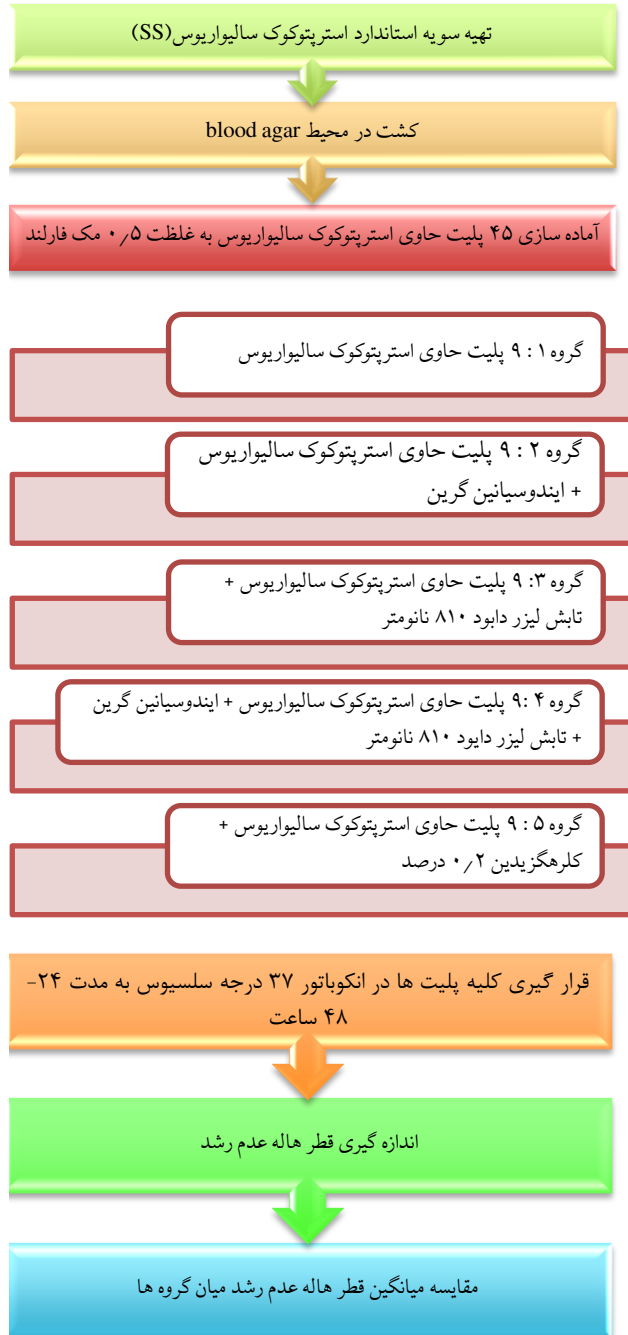 تهیه سویه استاندارد استرپتوکوک سالیواریوس(SS)
کشت در محیط blood agar
آماده سازی ۴۵ پلیت حاوی استرپتوکوک سالیواریوس به غلظت ۰٫۵ مک فارلند
گروه ۱ : ۹ پلیت حاوی استرپتوکوک سالیواریوس
گروه ۲ : ۹ پلیت حاوی استرپتوکوک سالیواریوس
+ ایندوسیانین گرین
گروه ۳: ۹ پلیت حاوی استرپتوکوک سالیواریوس +
تابش لیزر دابود ۸۱۰ نانومتر
گروه ۴ :۹ پلیت حاوی استرپتوکوک سالیواریوس + ایندوسیانین گرین
+ تابش لیزر دایود ۸۱۰ نانومتر
گروه ۵ : ۹ پلیت حاوی استرپتوکوک سالیواریوس +
کلرهگزیدین ۰٫۲ درصد
قرار گیری کلیه پلیت ها در انکوباتور ۳۷ درجه سلسیوس به مدت ۲۴-
۴۸ ساعت
اندازه گیری قطر هاله عدم رشد
مقایسه میانگین قطر هاله عدم رشد میان گروه ها